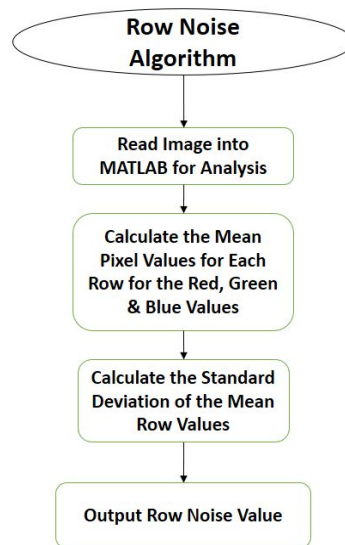 Row Noise
Algorithm
Read Image into
MATLAB for Analysis
Calculate the Mean
Pixel Values for Each
Row for the Red, Green
& Blue Values
Calculate the Standard
Deviation of the Mean
Row Values
Output Row Noise Value